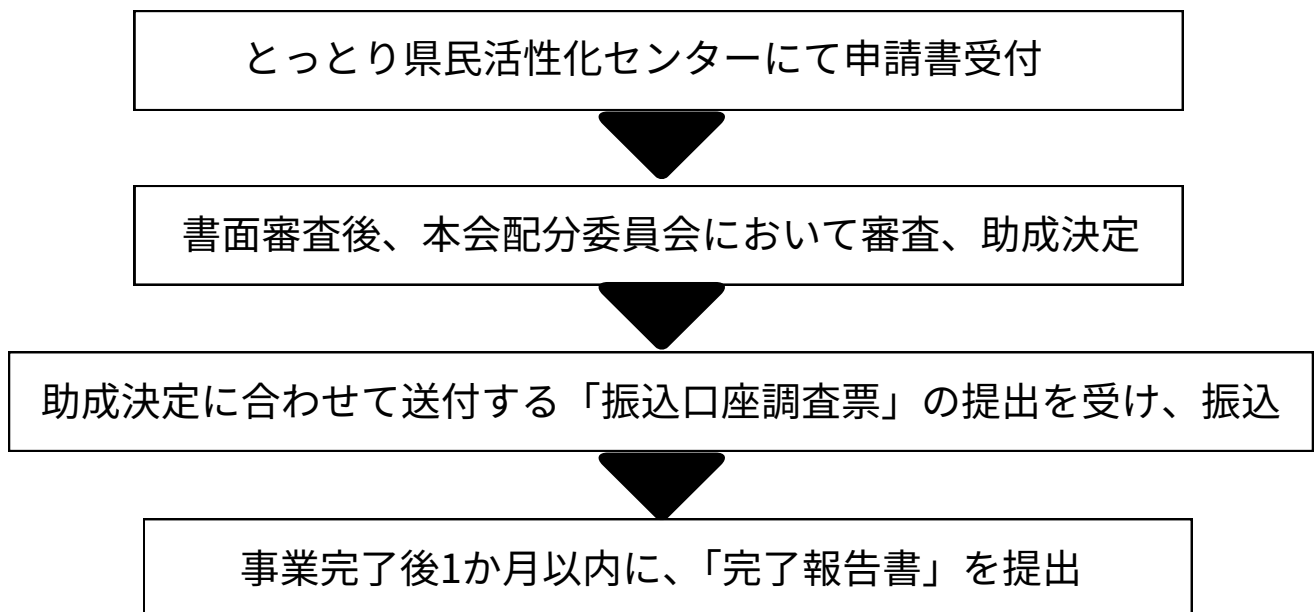 とっとり県民活性化センターにて申請書受付
書面審査後、本会配分委員会において審査、助成決定
助成決定に合わせて送付する「振込口座調査票」の提出を受け、振込
事業完了後1か月以内に、「完了報告書」を提出